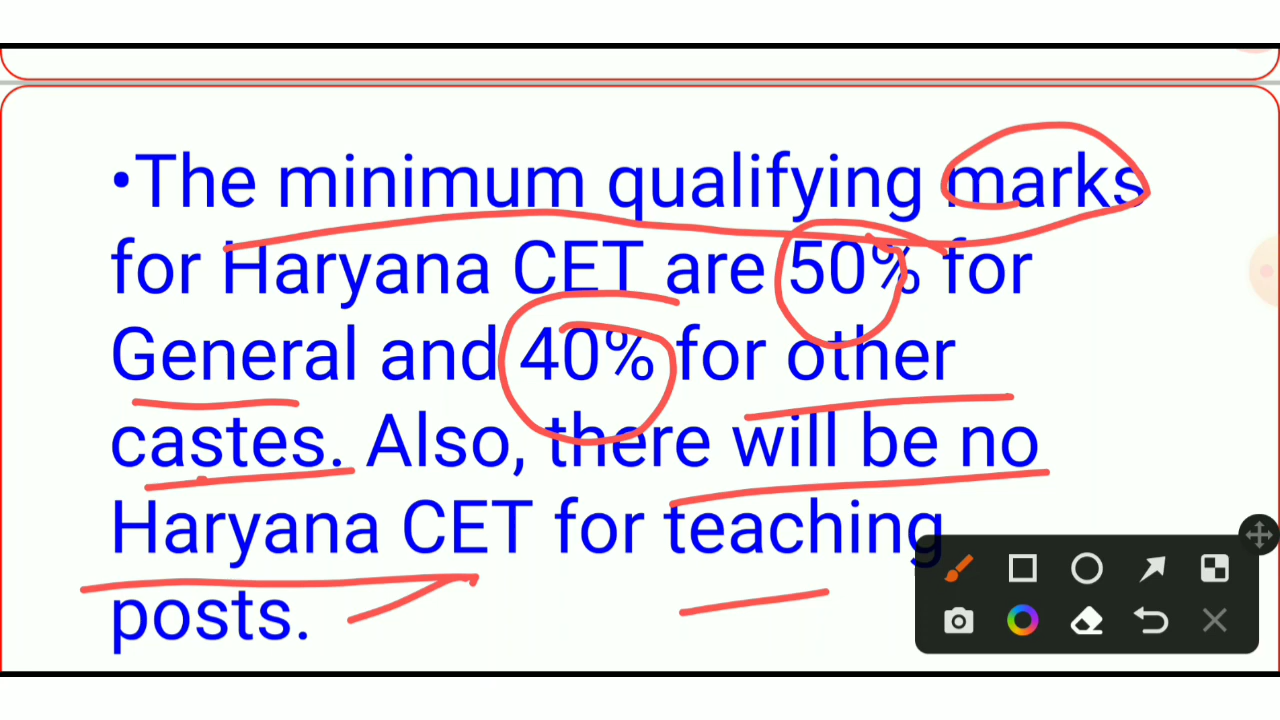 •The minimum qualifying marks
for Haryana CET are 50% for
General and 40% for other
castes. Also, there will be no
Haryana CET for teaching
posts.